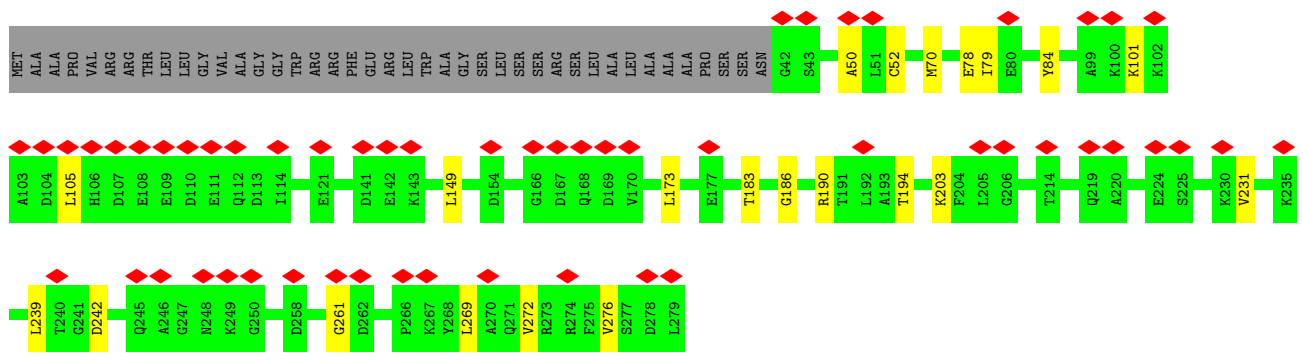 MET ALA ALA PRO VAL ARG ARG THR LEU LEU GLY VAL ALA GLY GLY TRP ARG ARG PHE GLU ARG LEU TRP ALA GLY SER LEU SER SER ARG SER LEU ALA LEU ALA ALA ALA PRO SER SER ASN G42 S43 A50 L51 C52 M70 E78 I79 E80 Y84 A99 K100 K101 K102
A103 D104 L105 H106 D107 E108 E109 D110 E111 Q112 D113 I114 E121 D141 E142 K143 L149 D154 G166 D167 Q168 D169 V170 L173 E177 T183 G186 R190 T191 L192 A193 T194 K203 F204 L205 G206 T214 Q219 A220 E224 S225 K230 V231 K235
L239 T240 G241 D242 Q245 A246 G247 N248 K249 G250 D258 G261 D262 P266 K267 Y268 L269 A270 Q271 V272 R273 R274 F275 V276 S277 D278 L279